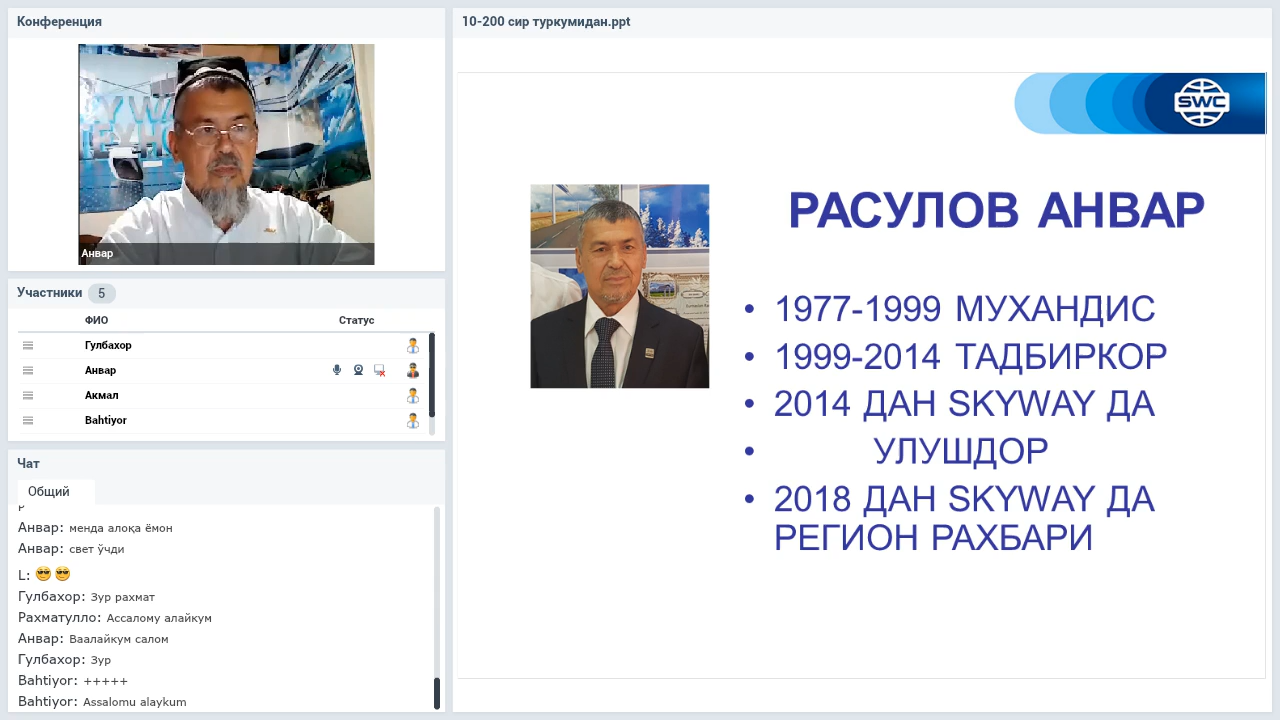 Конференция
Анвар
Участники 5
ФИО Статус
Гулбахор
Анвар
Акмал
Bahtiyor
Чат
Общий
Анвар: менда алоқа ёмон
Анвар: свет ўчди
L:
Гулбахор: Зур рахмат
Рахматулло: Ассалому алайкум
Анвар: Ваалайкум салом
Гулбахор: Зур
Bahtiyor: +++++
Bahtiyor: Assalomu alaykum
10-200 сир туркумидан.ppt
SWC
РАСУЛОВ АНВАР
• 1977-1999 МУХАНДИС
• 1999-2014 ТАДБИРКОР
• 2014 ДАН SKYWAY ДА
• УЛУШДОР
• 2018 ДАН SKYWAY ДА
РЕГИОН РАХБАРИ